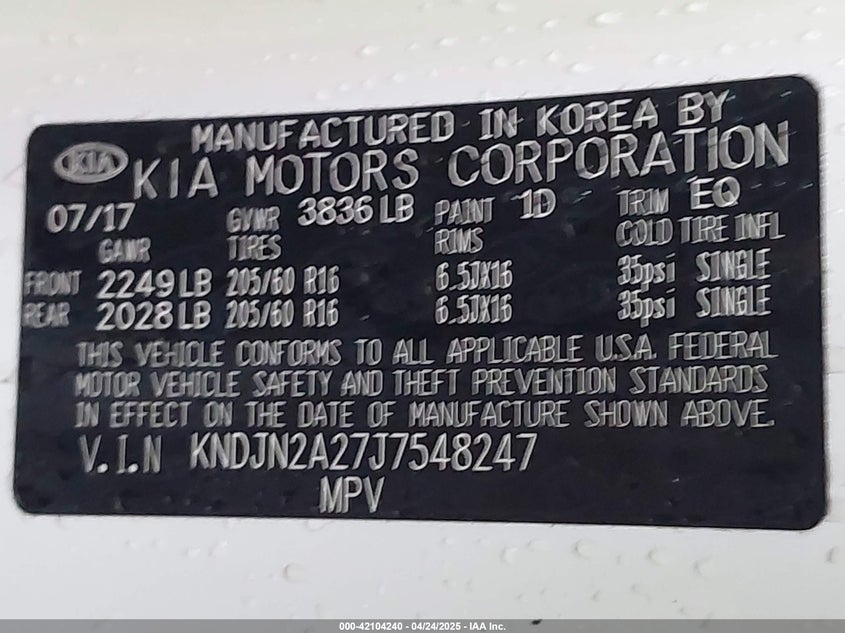 MANUFACTURED IN KOREA BY
KIA KIA MOTORS CORPORATION
07/17 GVWR 3836 LB PAINT 1D TRIM EQ
GAWR TIRES RIMS COLD TIRE INFL
FRONT 2249 LB 205/60 R16 6.5JX16 35psi SINGLE
REAR 2028 LB 205/60 R16 6.5JX16 35psi SINGLE
THIS VEHICLE CONFORMS TO ALL APPLICABLE U.S.A. FEDERAL
MOTOR VEHICLE SAFETY AND THEFT PREVENTION STANDARDS
IN EFFECT ON THE DATE OF MANUFACTURE SHOWN ABOVE.
V.I.N KNDJN2A27J7548247
MPV
000-42104240 - 04/24/2025 - IAA Inc.